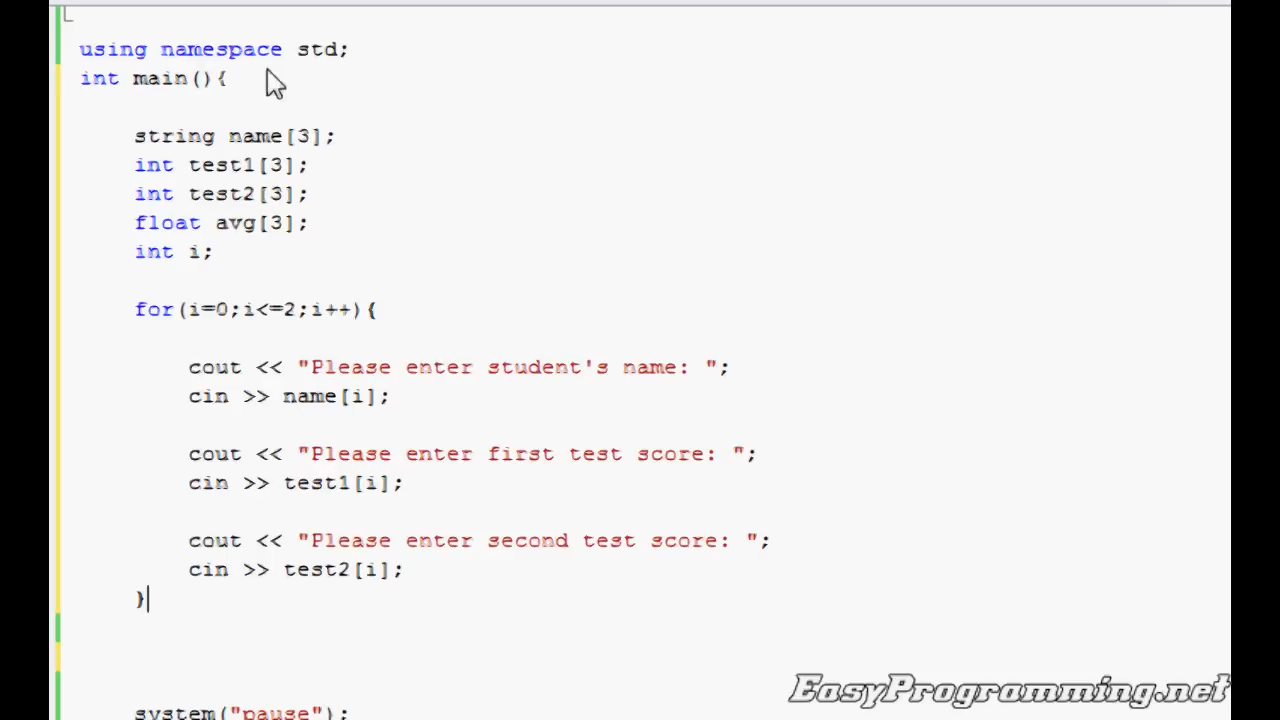 using namespace std;
int main(){
string name[3];
int test1[3];
int test2[3];
float avg[3];
int i;
for(i=0;i<=2;i++){
cout << "Please enter student's name: ";
cin >> name[i];
cout << "Please enter first test score: ";
cin >> test1[i];
cout << "Please enter second test score: ";
cin >> test2[i];
}
EasyProgramming.net
system("pause");